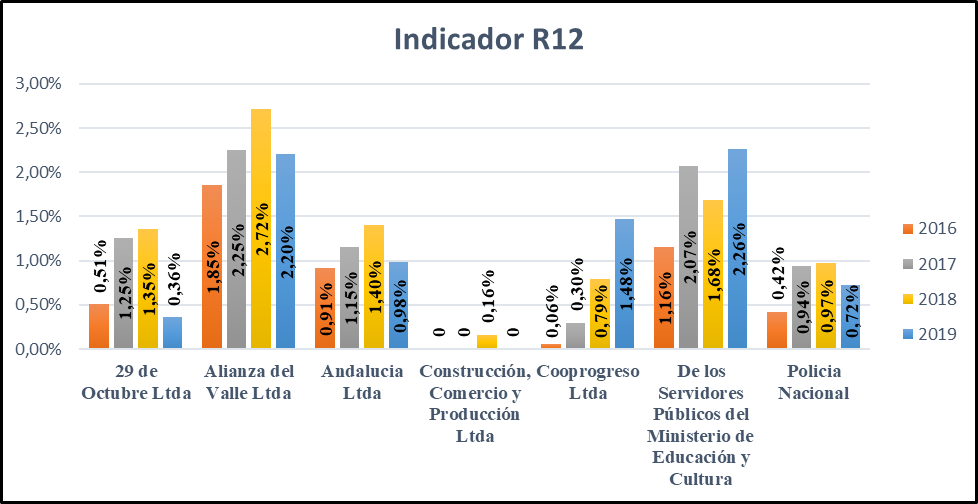 Indicador R12
3,00%
2,50%
2,00%
1,50%
1,00%
0,50%
0,00%
0,51%
1,25%
1,35%
0,36%
1,85%
2,25%
2,72%
2,20%
0,91%
1,15%
1,40%
0,98%
0
0
0,16%
0
0,06%
0,30%
0,79%
1,48%
1,16%
2,07%
1,68%
2,26%
0,42%
0,94%
0,97%
0,72%
29 de
Octubre Ltda
Alianza del
Valle Ltda
Andalucia
Ltda
Construcción,
Comercio y
Producción
Ltda
Cooprogreso
Ltda
De los
Servidores
Públicos del
Ministerio de
Educación y
Cultura
Policia
Nacional
2016
2017
2018
2019